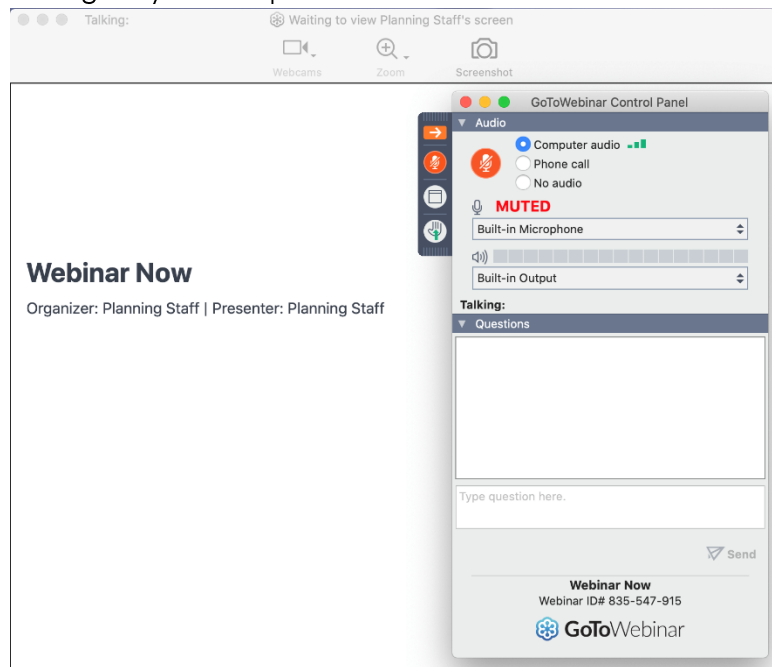 Talking:
Waiting to view Planning Staff's screen
Webcams
Zoom
Screenshot
GoToWebinar Control Panel
Audio
Computer audio
Phone call
No audio
MUTED
Built-in Microphone
Built-in Output
Talking:
Questions
Webinar Now
Organizer: Planning Staff | Presenter: Planning Staff
Type question here.
Send
Webinar Now
Webinar ID# 835-547-915
GoToWebinar